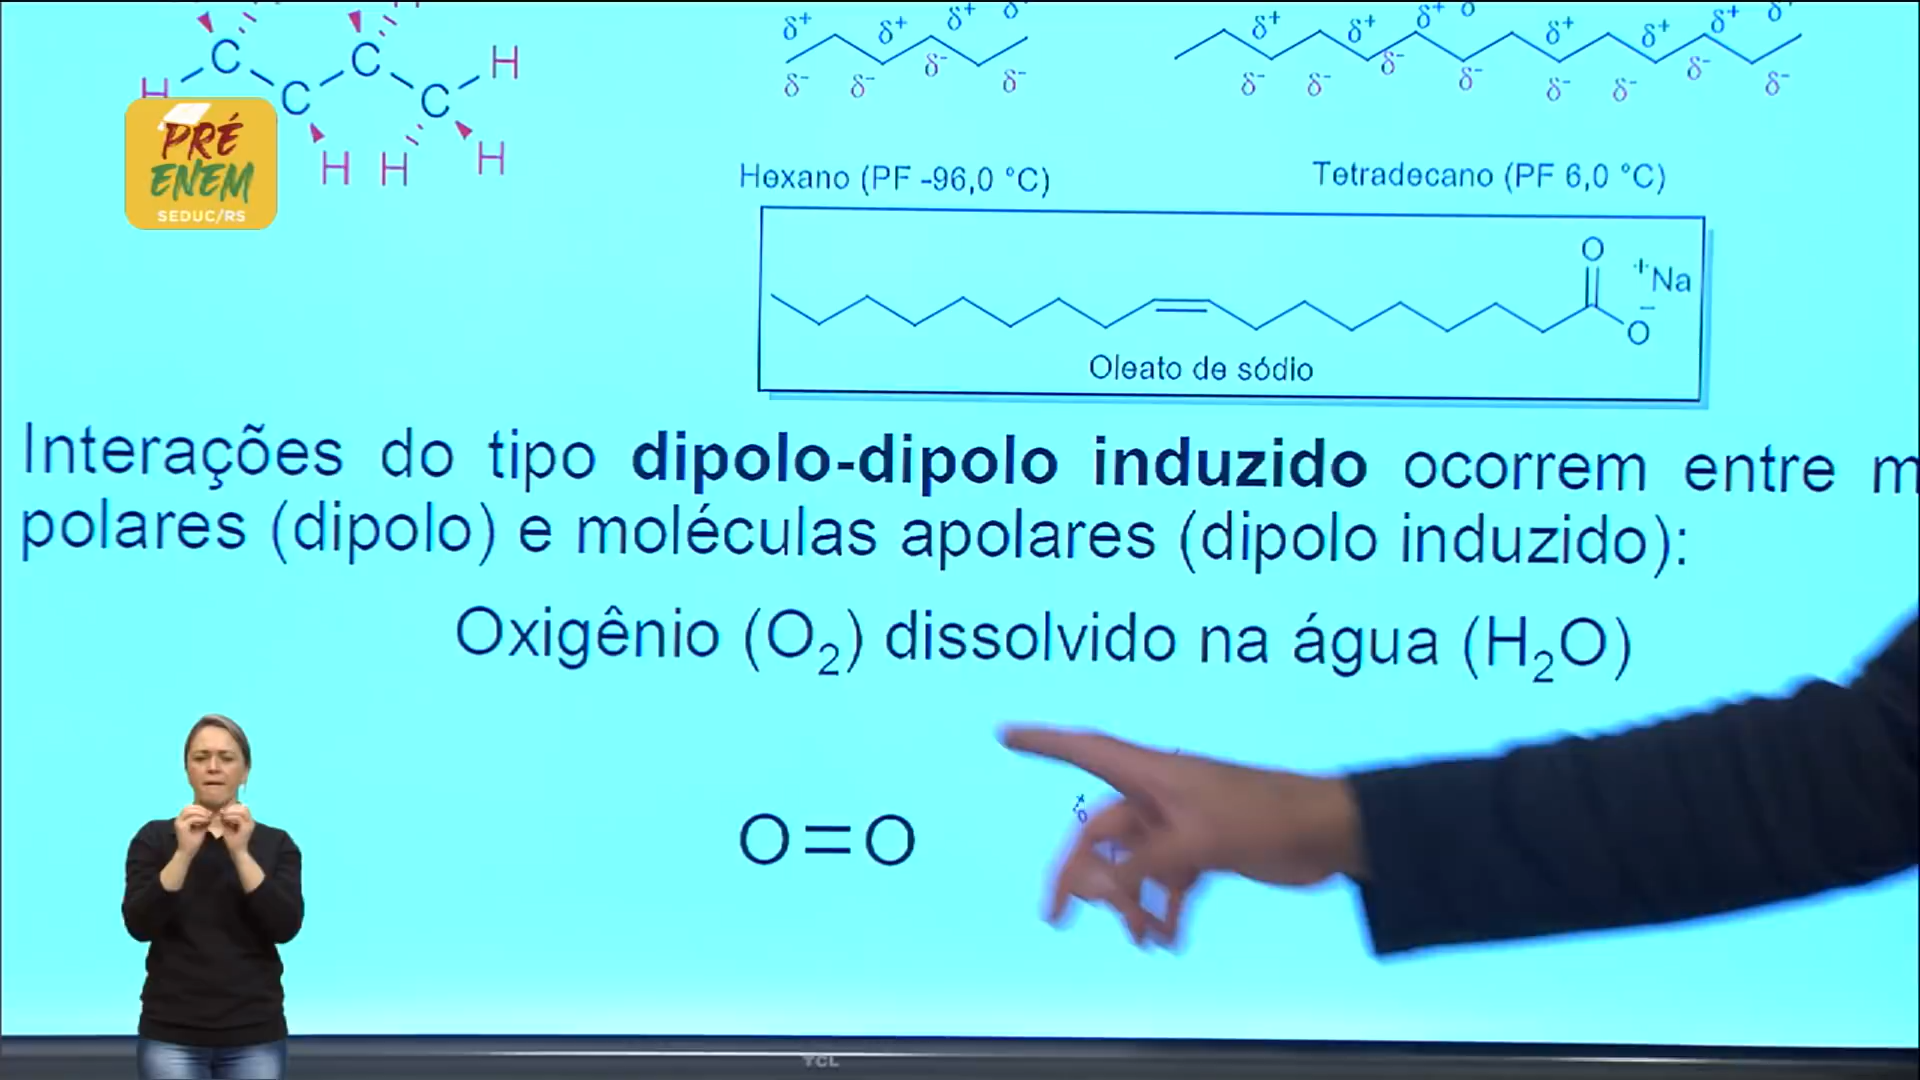 C C H
H C C
H H H
δ+ δ+ δ+ δ+
δ- δ- δ- δ-
δ+ δ+ δ+ δ+ δ+ δ+
δ- δ- δ- δ- δ- δ- δ- δ-
PRÉ
ENEM
SEDUC/RS
Hexano (PF -96,0 °C)
Tetradecano (PF 6,0 °C)
O
+Na
O-
Oleato de sódio
Interações do tipo dipolo-dipolo induzido ocorrem entre m
polares (dipolo) e moléculas apolares (dipolo induzido):
Oxigênio (O2) dissolvido na água (H2O)
O=O
TCL